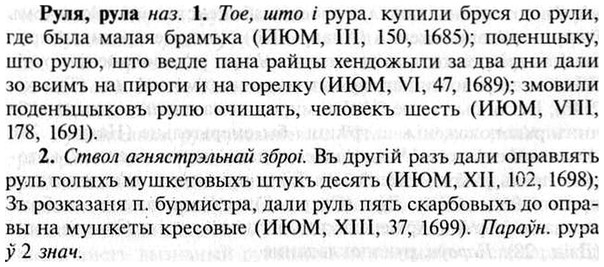 Руля, рула наз. 1. Тое, што і рура. купили бруся до рули,
где была малая брамъка (ИЮМ, III, 150, 1685); поденщыку,
што рулю, што ведле пана райцы хендожыли за два дни дали
зо всимъ на пироги и на горелку (ИЮМ, VI, 47, 1689); змовили
поденъщыковъ рулю очищать, человекъ шесть (ИЮМ, VIII,
178, 1691).
2. Ствол агнястрэльнай зброі. Въ другій разъ дали оправлять
руль голыхъ мушкетовыхъ штукъ десять (ИЮМ, XII, 102, 1698);
Зъ розказаня п. бурмистра, дали руль пять скарбовыхъ до опра-
вы на мушкеты кресовые (ИЮМ, XIII, 37, 1699). Параўн. рура
ў 2 знач.